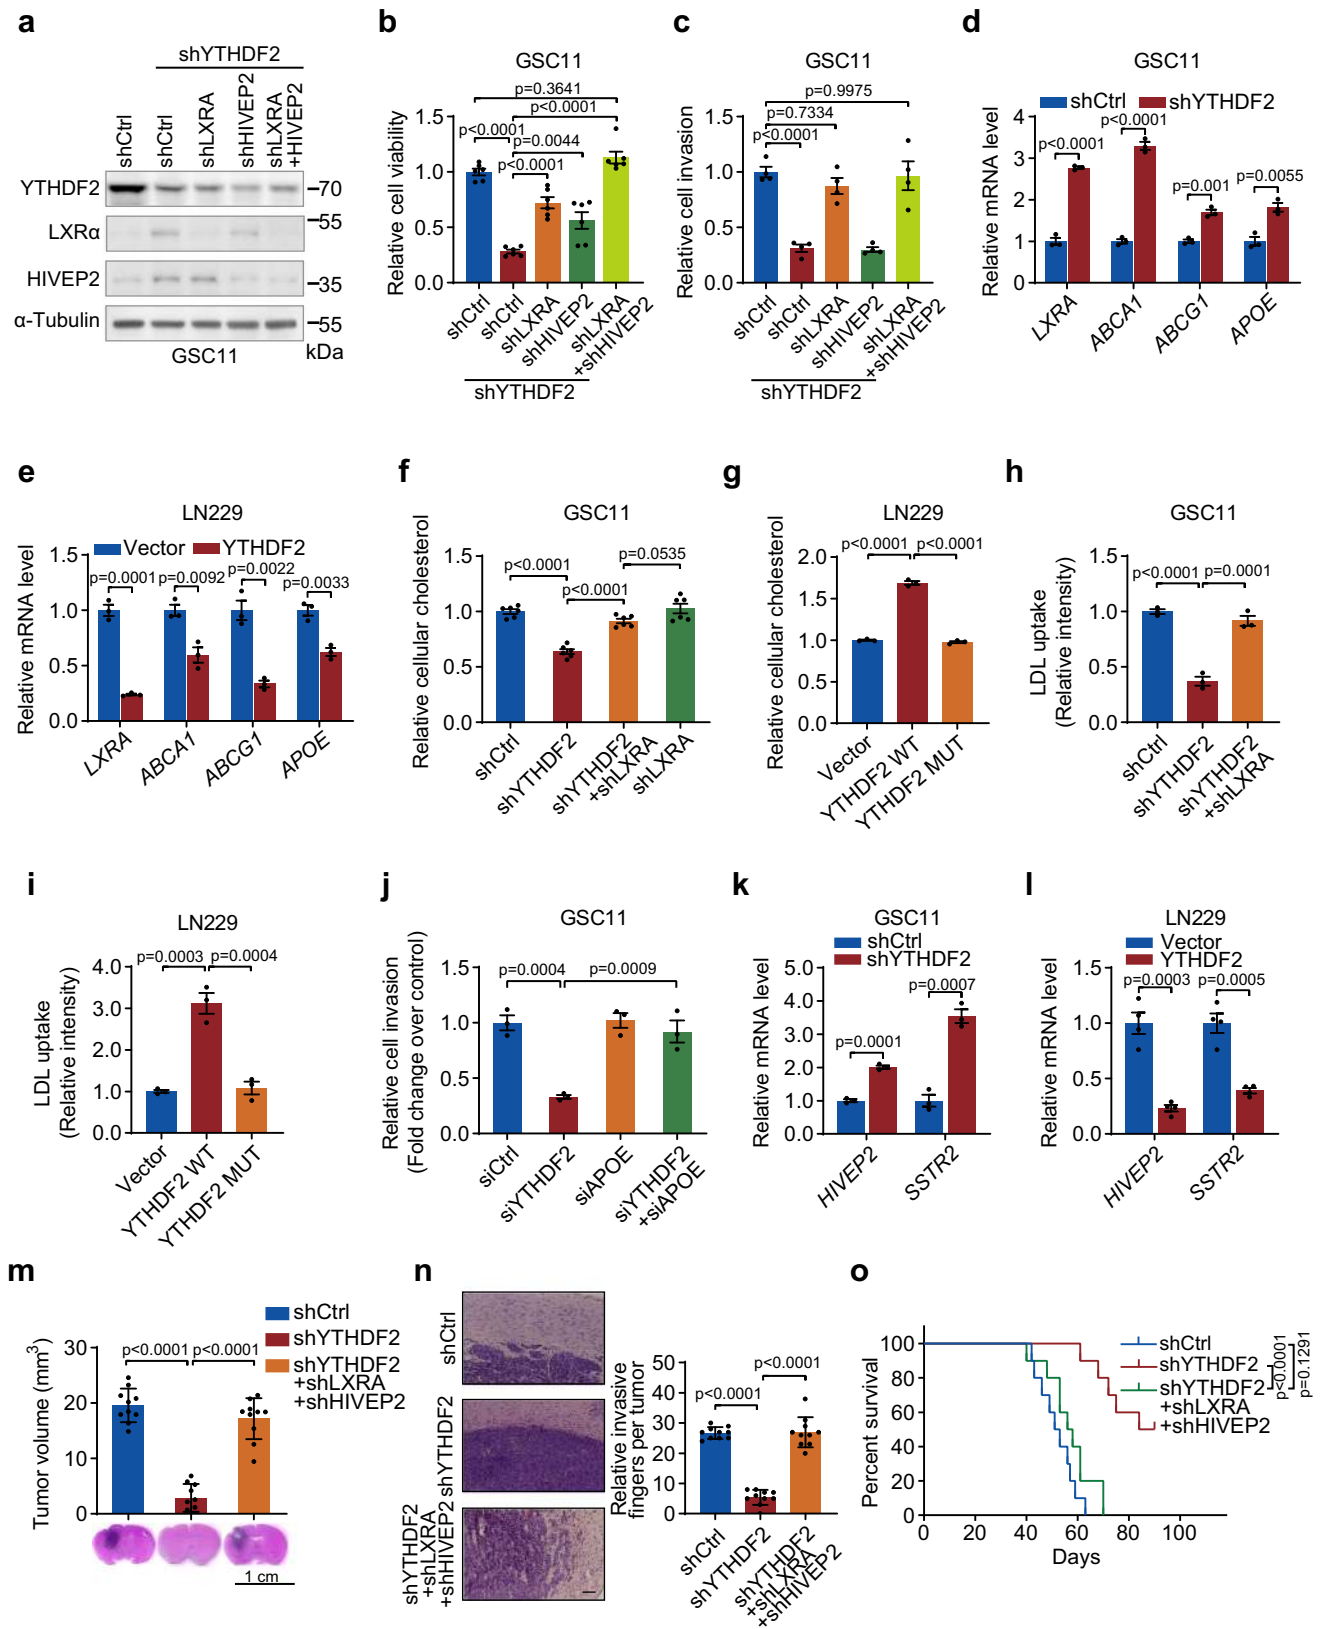 a
shYTHDF2
shCtrl
shCtrl
shLXRA
shHIVEP2
shLXRA
+HIVEP2
YTHDF2
70
LXRα
55
HIVEP2
35
α-Tubulin
55
GSC11
kDa
b
GSC11
p=0.3641
p<0.0001
p<0.0001
p=0.0044
p<0.0001
Relative cell viability
1.5
1.0
0.5
0.0
shCtrl
shCtrl
shLXRA
shHIVEP2
shLXRA
+shHIVEP2
shYTHDF2
c
GSC11
p=0.9975
p=0.7334
p<0.0001
Relative cell invasion
1.5
1.0
0.5
0.0
shCtrl
shCtrl
shLXRA
shHIVEP2
shLXRA
+shHIVEP2
shYTHDF2
d
GSC11
shCtrl
shYTHDF2
p<0.0001
p<0.0001
p=0.001
p=0.0055
Relative mRNA level
4
3
2
1
0
LXRA
ABCA1
ABCG1
APOE
e
LN229
Vector
YTHDF2
p=0.0001
p=0.0092
p=0.0022
p=0.0033
Relative mRNA level
1.5
1.0
0.5
0.0
LXRA
ABCA1
ABCG1
APOE
f
GSC11
p<0.0001
p<0.0001
p=0.0535
Relative cellular cholesterol
1.5
1.0
0.5
0.0
shCtrl
shYTHDF2
shYTHDF2
+shLXRA
shLXRA
g
LN229
p<0.0001
p<0.0001
Relative cellular cholesterol
2.0
1.5
1.0
0.5
0.0
Vector
YTHDF2 WT
YTHDF2 MUT
h
GSC11
p<0.0001
p=0.0001
LDL uptake
(Relative intensity)
1.5
1.0
0.5
0.0
shCtrl
shYTHDF2
shYTHDF2
+shLXRA
i
LN229
p=0.0003
p=0.0004
LDL uptake
(Relative intensity)
4.0
3.0
2.0
1.0
0.0
Vector
YTHDF2 WT
YTHDF2 MUT
j
GSC11
p=0.0004
p=0.0009
Relative cell invasion
(Fold change over control)
1.5
1.0
0.5
0.0
siCtrl
siYTHDF2
siAPOE
siYTHDF2
+siAPOE
k
GSC11
shCtrl
shYTHDF2
p=0.0007
p=0.0001
Relative mRNA level
5.0
4.0
3.0
2.0
1.0
0.0
HIVEP2
SSTR2
l
LN229
Vector
YTHDF2
p=0.0003
p=0.0005
Relative mRNA level
1.5
1.0
0.5
0.0
HIVEP2
SSTR2
m
shCtrl
shYTHDF2
shYTHDF2
+shLXRA
+shHIVEP2
p<0.0001
p<0.0001
Tumor volume (mm3)
30
20
10
0
1 cm
n
shCtrl
shYTHDF2
shYTHDF2
+shLXRA
+shHIVEP2
p<0.0001
p<0.0001
Relative invasive
fingers per tumor
50
40
30
20
10
0
shCtrl
shYTHDF2
shYTHDF2
+shLXRA
+shHIVEP2
o
Percent survival
100
80
60
40
20
0
0
20
40
60
80
100
Days
shCtrl
shYTHDF2
shYTHDF2
+shLXRA
+shHIVEP2
p<0.0001
p=0.1291